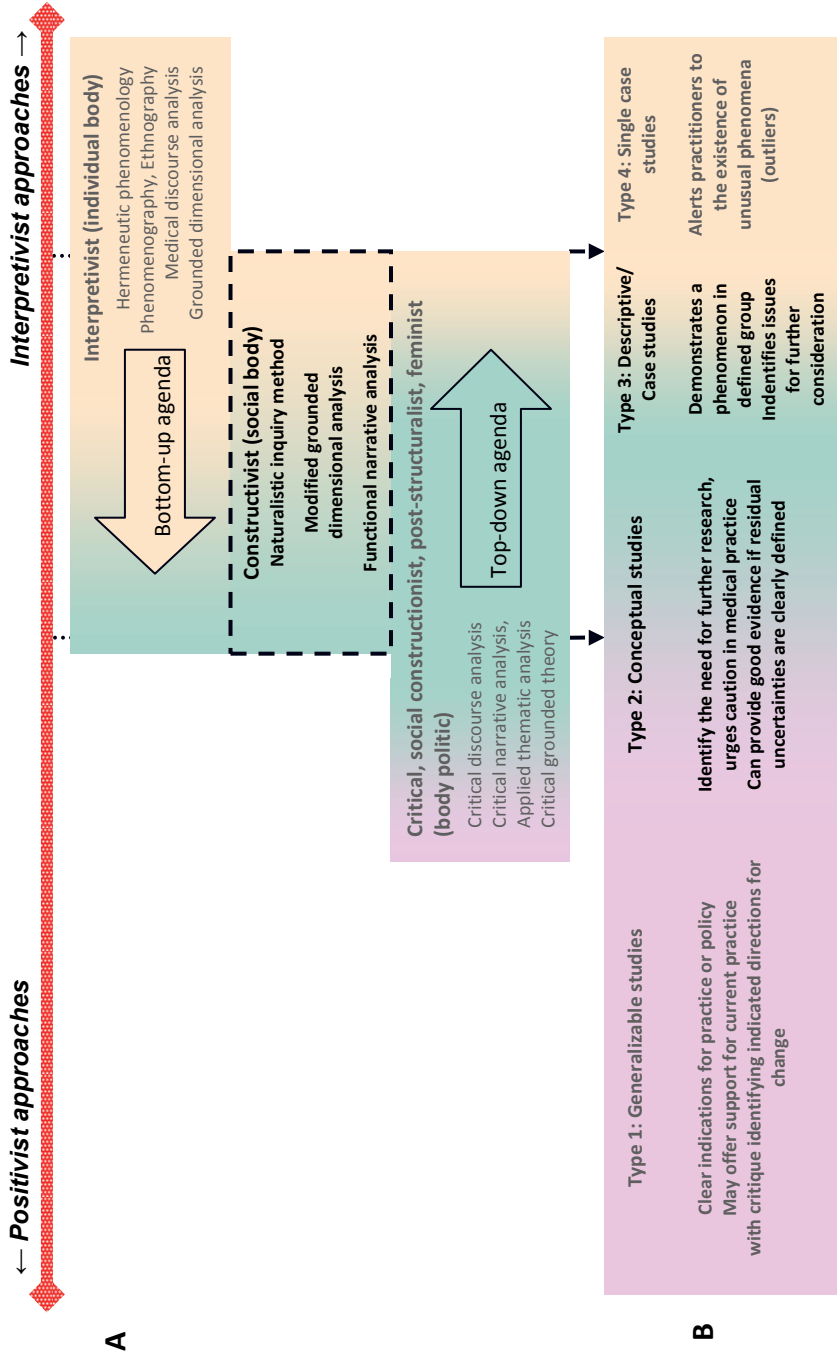 ← Positivist approaches
Interpretivist approaches →
A
Interpretivist (individual body)
Hermeneutic phenomenology
Phenomenography, Ethnography
Medical discourse analysis
Grounded dimensional analysis
Bottom-up agenda
Constructivist (social body)
Naturalistic inquiry method
Modified grounded
dimensional analysis
Functional narrative analysis
Critical, social constructionist, post-structuralist, feminist
(body politic)
Critical discourse analysis
Critical narrative analysis,
Applied thematic analysis
Critical grounded theory
Top-down agenda
B
Type 1: Generalizable studies
Clear indications for practice or policy
May offer support for current practice
with critique identifying indicated directions for
change
Type 2: Conceptual studies
Identify the need for further research,
urges caution in medical practice
Can provide good evidence if residual
uncertainties are clearly defined
Type 3: Descriptive/
Case studies
Demonstrates a
phenomenon in
defined group
Indentifies issues
for further
consideration
Type 4: Single case
studies
Alerts practitioners to
the existence of
unusual phenomena
(outliers)